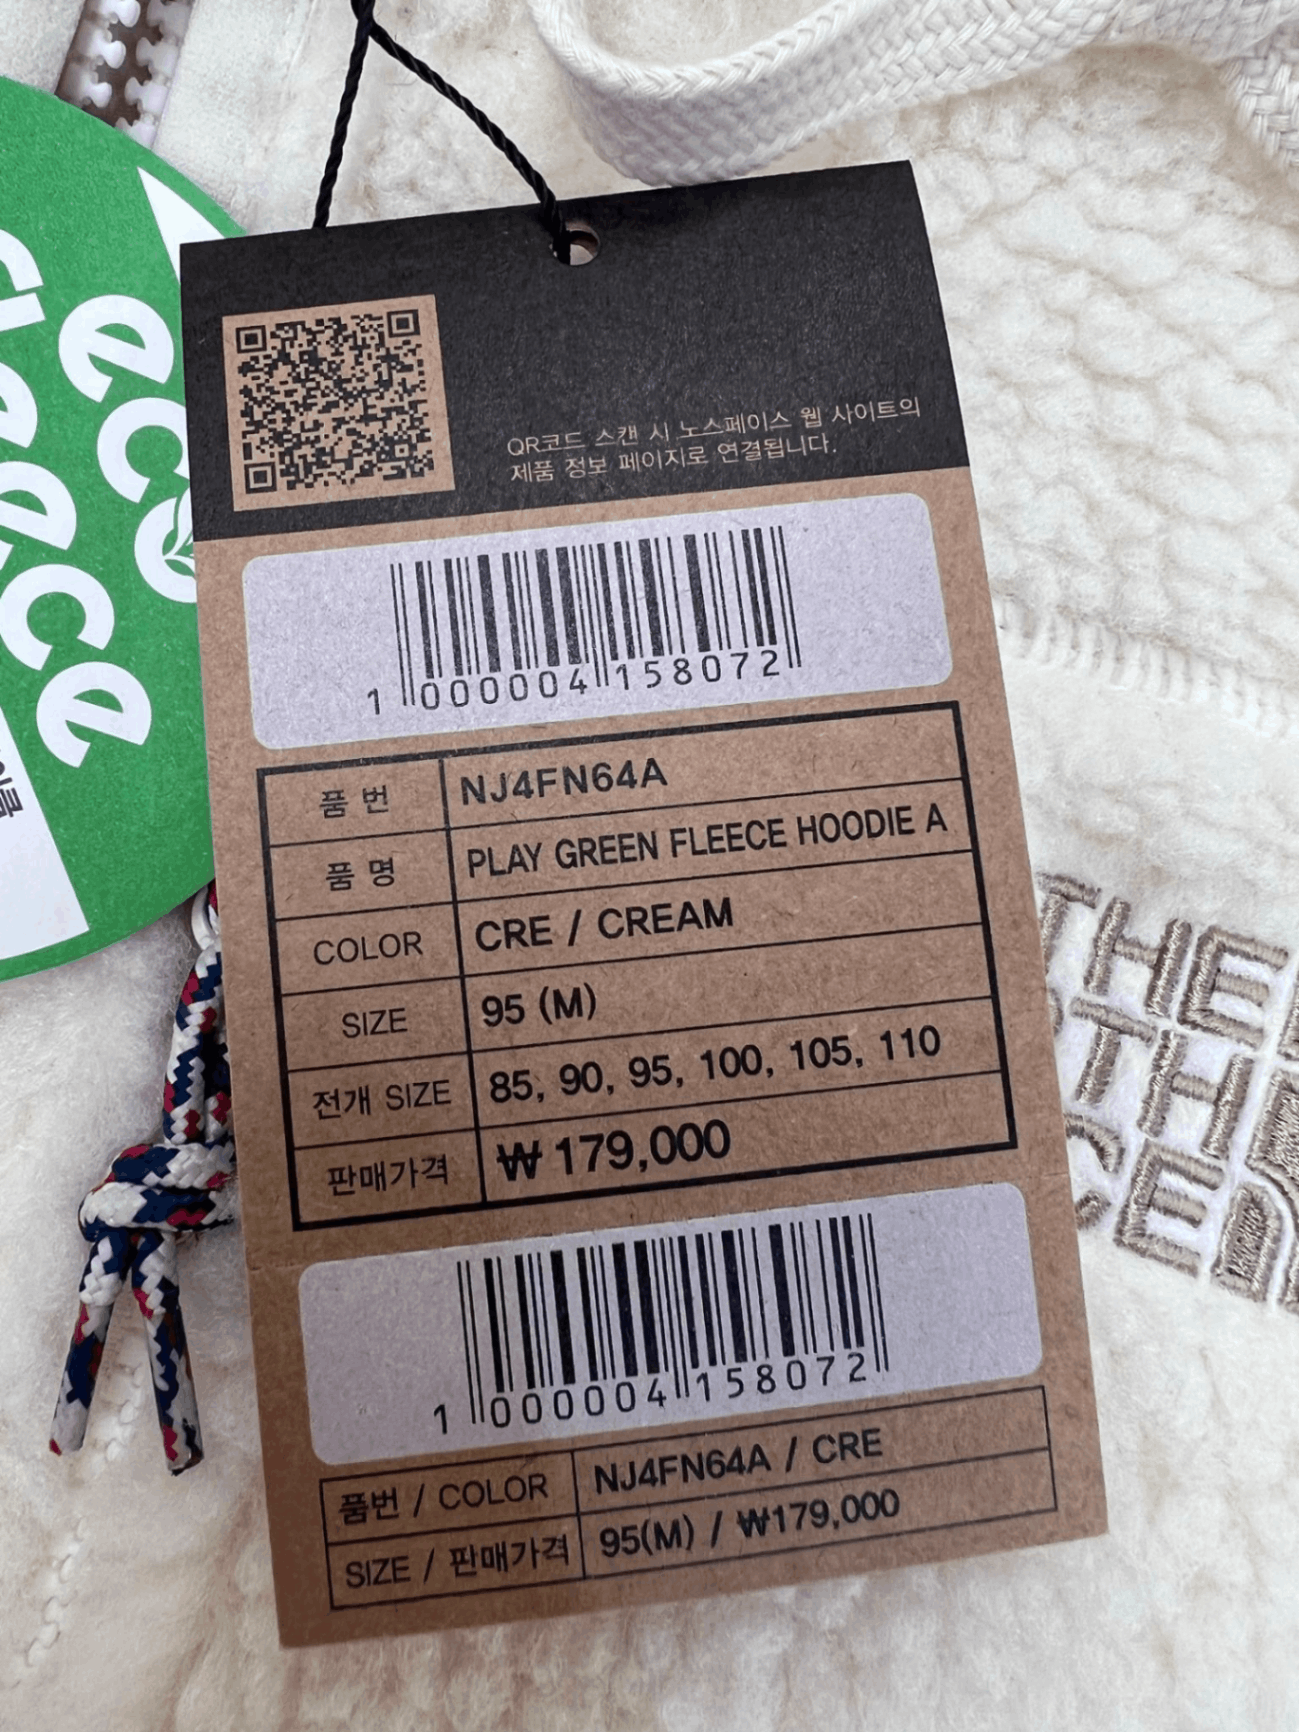 eco
QR코드 스캔 시 노스페이스 웹 사이트의
제품 정보 페이지로 연결됩니다.
1 000004 158072
품 번 NJ4FN64A
품 명 PLAY GREEN FLEECE HOODIE A
COLOR CRE / CREAM
SIZE 95 (M)
전개 SIZE 85, 90, 95, 100, 105, 110
판매가격 ₩ 179,000
1 000004 158072
품번 / COLOR NJ4FN64A / CRE
SIZE / 판매가격 95(M) / ₩179,000
THE
TH
CE